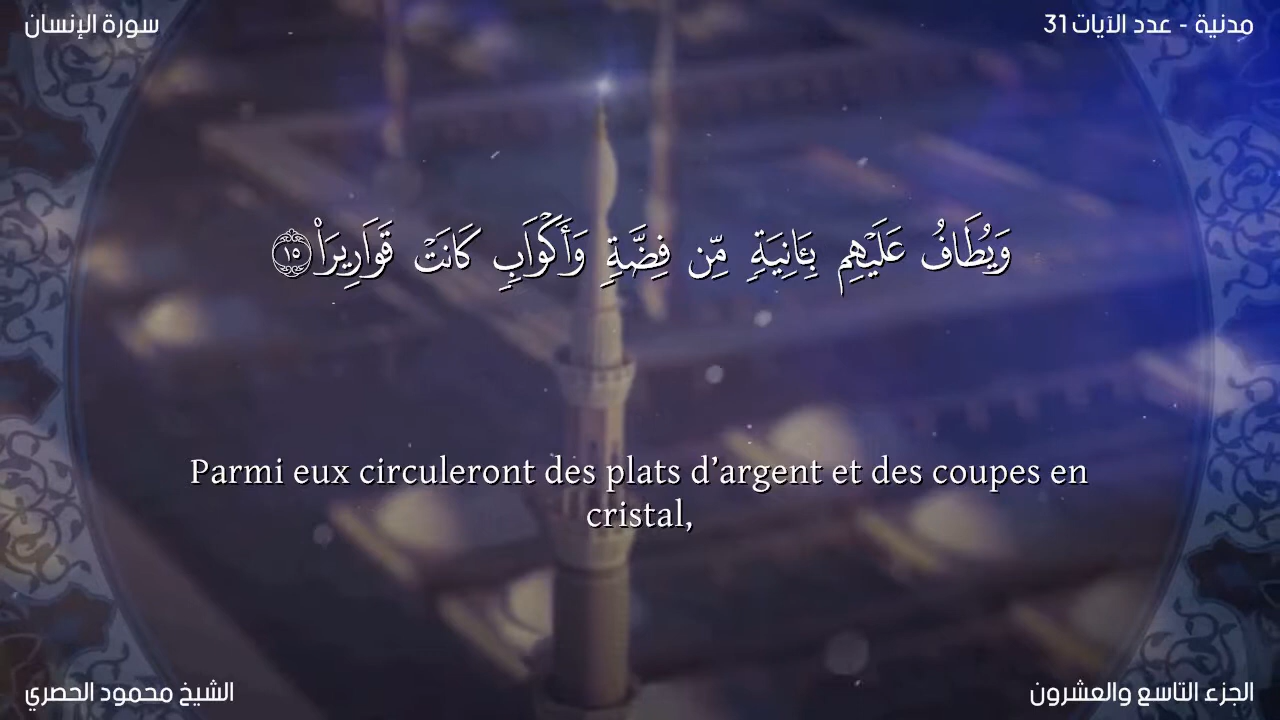 سورة الإنسان
مدنية - عدد الآيات 31
وَيُطَافُ عَلَيْهِم بِـَٔانِيَةٍ مِّن فِضَّةٍ وَأَكْوَابٍ كَانَتْ قَوَارِيرَا۠ ١٥
Parmi eux circuleront des plats d’argent et des coupes en
cristal,
الشيخ محمود الحصري
الجزء التاسع والعشرون